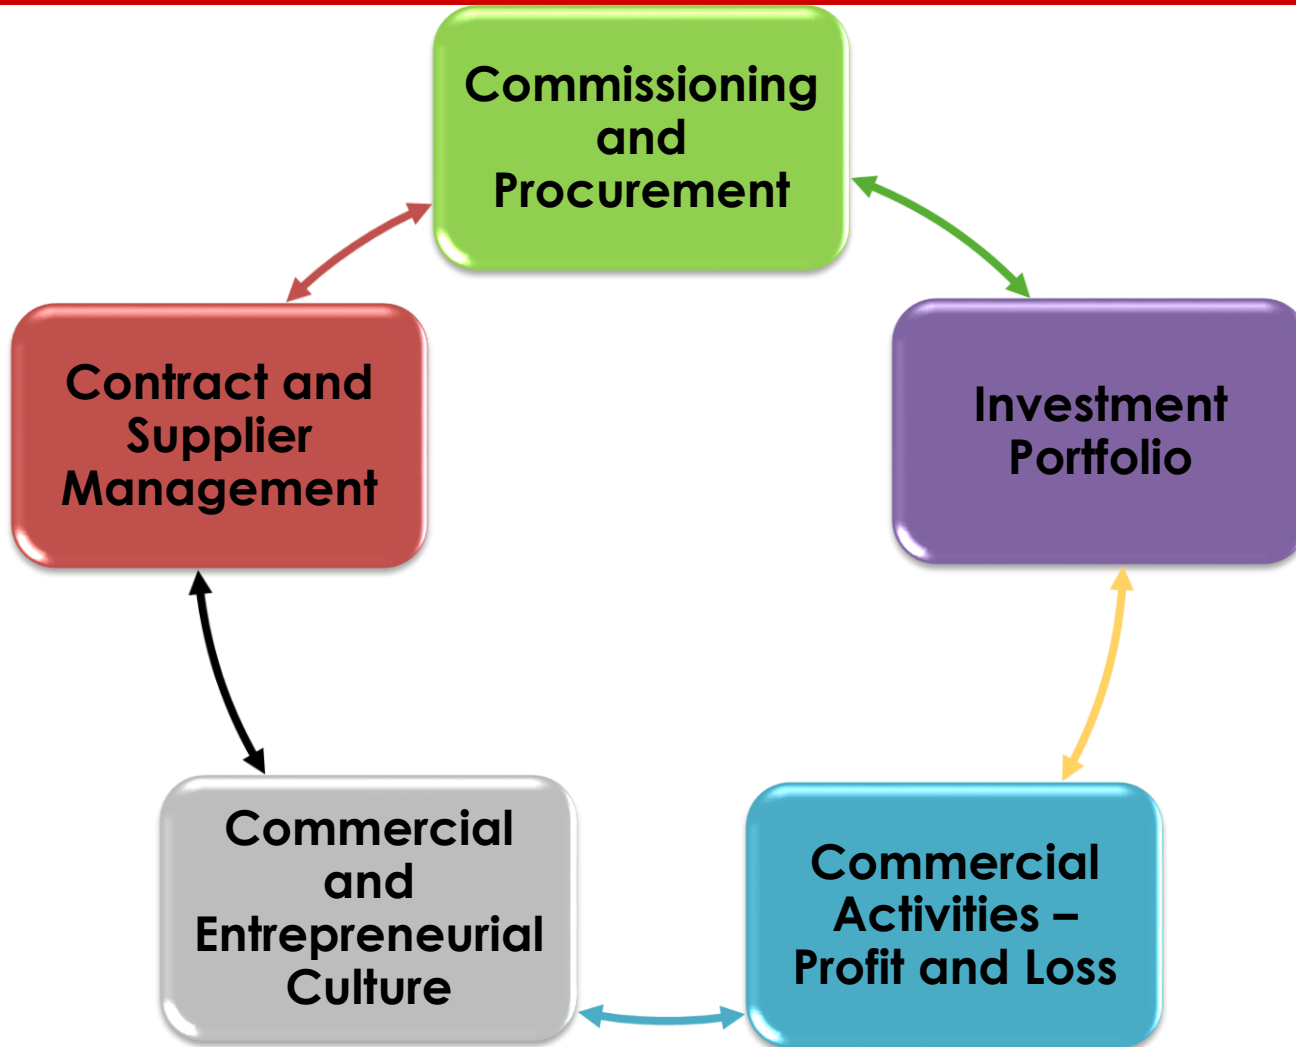 Commissioning
and
Procurement
Contract and
Supplier
Management
Investment
Portfolio
Commercial
and
Entrepreneurial
Culture
Commercial
Activities –
Profit and Loss